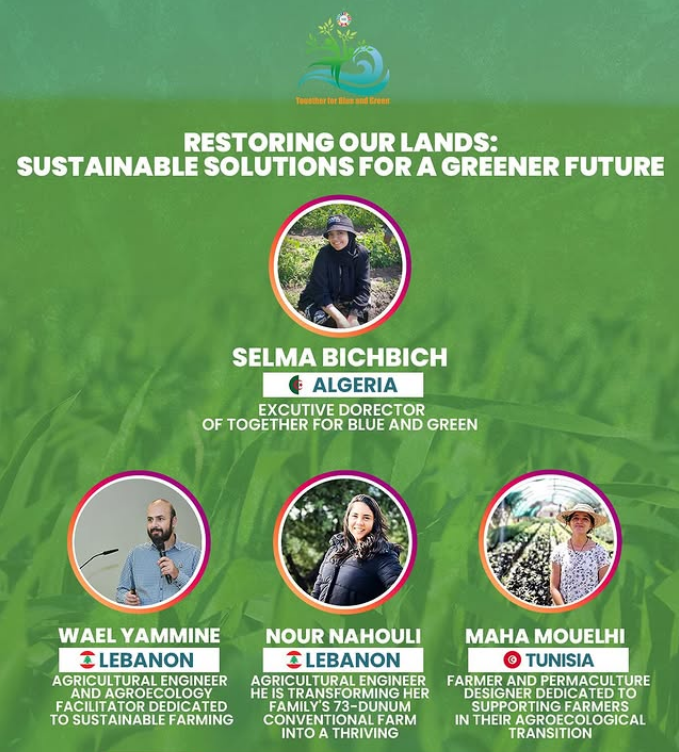 Together for Blue and Green
RESTORING OUR LANDS:
SUSTAINABLE SOLUTIONS FOR A GREENER FUTURE
SELMA BICHBICH
ALGERIA
EXCUTIVE DORECTOR
OF TOGETHER FOR BLUE AND GREEN
WAEL YAMMINE
LEBANON
AGRICULTURAL ENGINEER
AND AGROECOLOGY
FACILITATOR DEDICATED
TO SUSTAINABLE FARMING
NOUR NAHOULI
LEBANON
AGRICULTURAL ENGINEER
HE IS TRANSFORMING HER
FAMILY'S 73-DUNUM
CONVENTIONAL FARM
INTO A THRIVING
MAHA MOUELHI
TUNISIA
FARMER AND PERMACULTURE
DESIGNER DEDICATED TO
SUPPORTING FARMERS
IN THEIR AGROECOLOGICAL
TRANSITION